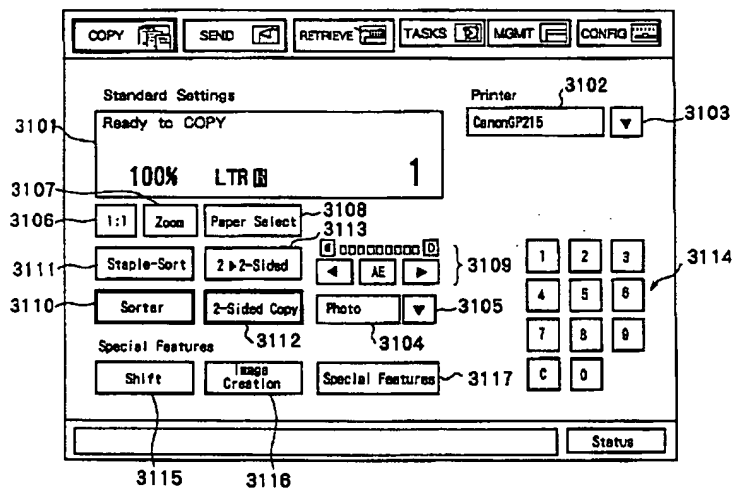 COPY SEND RETRIEVE TASKS MGMT CONFIG
Standard Settings Printer 3102
3101 Ready to COPY CanonGP215 ▼ 3103
100% LTR R 1
3107
3106 1:1 Zoom Paper Select 3108
3113
3111 Staple-Sort 2▶2-Sided ◀ AE ▶ 3109 1 2 3 3114
3110 Sorter 2-Sided Copy Photo ▼ 3105 4 5 6
3112 3104 7 8 9
Special Features
Shift Image Creation Special Features 3117 C 0
Status
3115 3116